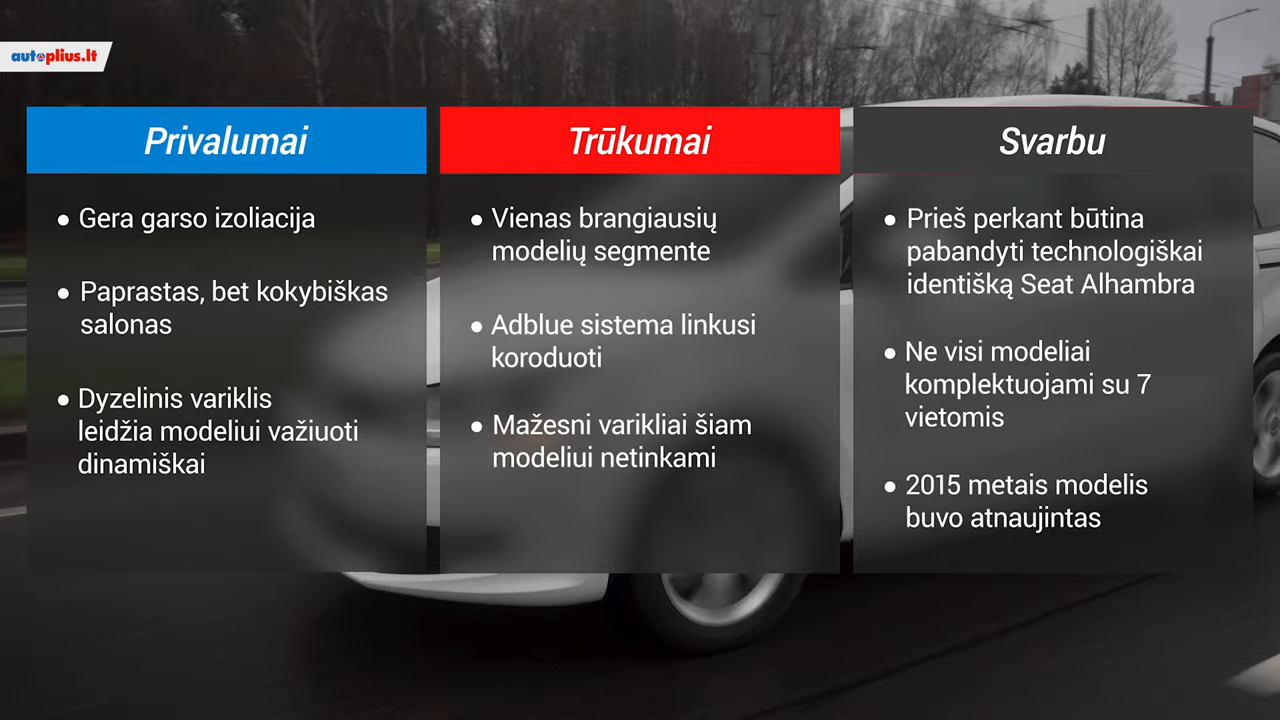 autoplius.lt
Privalumai
● Gera garso izoliacija
● Paprastas, bet kokybiškas
salonas
● Dyzelinis variklis
leidžia modeliui važiuoti
dinamiškai
Trūkumai
● Vienas brangiausių
modelių segmente
● Adblue sistema linkusi
koroduoti
● Mažesni varikliai šiam
modeliui netinkami
Svarbu
● Prieš perkant būtina
pabandyti technologiškai
identišką Seat Alhambra
● Ne visi modeliai
komplektuojami su 7
vietomis
● 2015 metais modelis
buvo atnaujintas